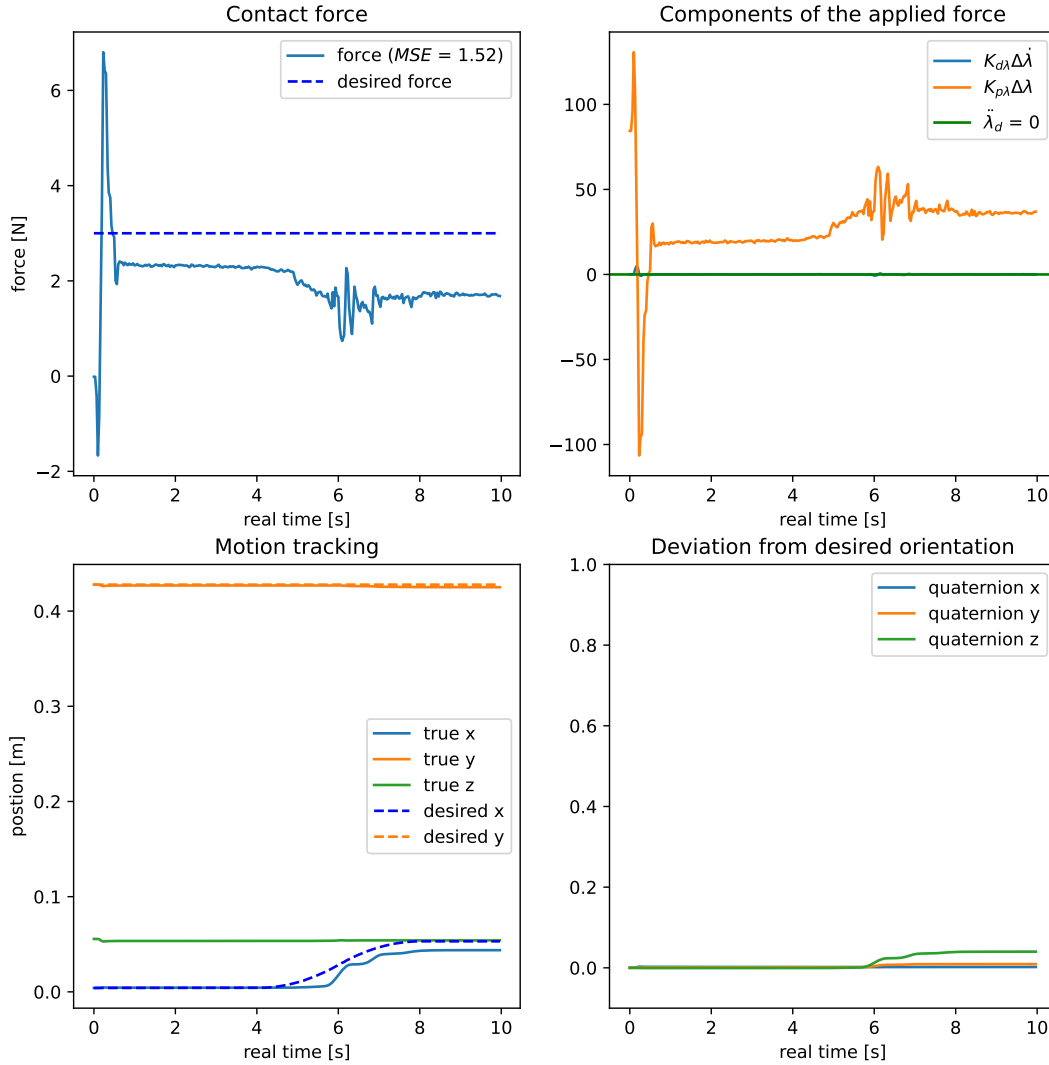 Contact force
force (MSE = 1.52)
desired force
force [N]
6
4
2
0
−2
0 2 4 6 8 10
real time [s]
Components of the applied force
K_{dλ}Δλ̇
K_{pλ}Δλ
λ̈_d = 0
100
50
0
−50
−100
0 2 4 6 8 10
real time [s]
Motion tracking
true x
true y
true z
desired x
desired y
postion [m]
0.4
0.3
0.2
0.1
0.0
0 2 4 6 8 10
real time [s]
Deviation from desired orientation
quaternion x
quaternion y
quaternion z
1.0
0.8
0.6
0.4
0.2
0.0
0 2 4 6 8 10
real time [s]